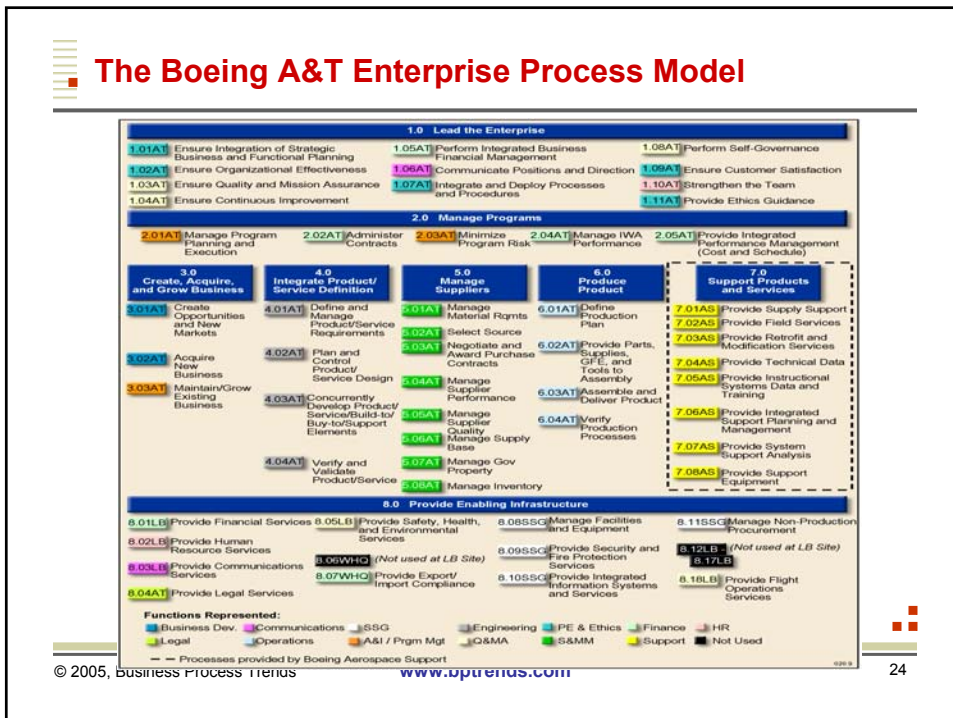 The Boeing A&T Enterprise Process Model
1.0 Lead the Enterprise
1.01AT Ensure Integration of Strategic
Business and Functional Planning
1.02AT Ensure Organizational Effectiveness
1.03AT Ensure Quality and Mission Assurance
1.04AT Ensure Continuous Improvement
1.05AT Perform Integrated Business
Financial Management
1.06AT Communicate Positions and Direction
1.07AT Integrate and Deploy Processes
and Procedures
1.08AT Perform Self-Governance
1.09AT Ensure Customer Satisfaction
1.10AT Strengthen the Team
1.11AT Provide Ethics Guidance
2.0 Manage Programs
2.01AT Manage Program
Planning and
Execution
2.02AT Administer
Contracts
2.03AT Minimize
Program Risk
2.04AT Manage IWA
Performance
2.05AT Provide Integrated
Performance Management
(Cost and Schedule)
3.0
Create, Acquire,
and Grow Business
3.01AT Create
Opportunities
and New
Markets
3.02AT Acquire
New
Business
3.03AT Maintain/Grow
Existing
Business
4.0
Integrate Product/
Service Definition
4.01AT Define and
Manage
Product/Service
Requirements
4.02AT Plan and
Control
Product/
Service Design
4.03AT Concurrently
Develop Product/
Service/Build-to/
Buy-to/Support
Elements
4.04AT Verify and
Validate
Product/Service
5.0
Manage
Suppliers
5.01AT Manage
Material Rqmts
5.02AT Select Source
5.03AT Negotiate and
Award Purchase
Contracts
5.04AT Manage
Supplier
Performance
5.05AT Manage
Supplier
Quality
5.06AT Manage Supply
Base
5.07AT Manage Gov
Property
5.08AT Manage Inventory
6.0
Produce
Product
6.01AT Define
Production
Plan
6.02AT Provide Parts,
Supplies,
GFE, and
Tools to
Assembly
6.03AT Assemble and
Deliver Product
6.04AT Verify
Production
Processes
7.0
Support Products
and Services
7.01AS Provide Supply Support
7.02AS Provide Field Services
7.03AS Provide Retrofit and
Modification Services
7.04AS Provide Technical Data
7.05AS Provide Instructional
Systems Data and
Training
7.06AS Provide Integrated
Support Planning and
Management
7.07AS Provide System
Support Analysis
7.08AS Provide Support
Equipment
8.0 Provide Enabling Infrastructure
8.01LB Provide Financial Services
8.02LB Provide Human
Resource Services
8.03LB Provide Communications
Services
8.04AT Provide Legal Services
8.05LB Provide Safety, Health,
and Environmental
Services
8.06WHQ (Not used at LB Site)
8.07WHQ Provide Export/
Import Compliance
8.08SSG Manage Facilities
and Equipment
8.09SSG Provide Security and
Fire Protection
Services
8.10SSG Provide Integrated
Information Systems
and Services
8.11SSG Manage Non-Production
Procurement
8.12LB - (Not used at LB Site)
8.17LB
8.18LB Provide Flight
Operations
Services
Functions Represented:
Business Dev. Communications SSG Engineering PE & Ethics Finance HR
Legal Operations A&I / Prgm Mgt Q&MA S&MM Support Not Used
Processes provided by Boeing Aerospace Support
© 2005, Business Process Trends www.bptrends.com 24